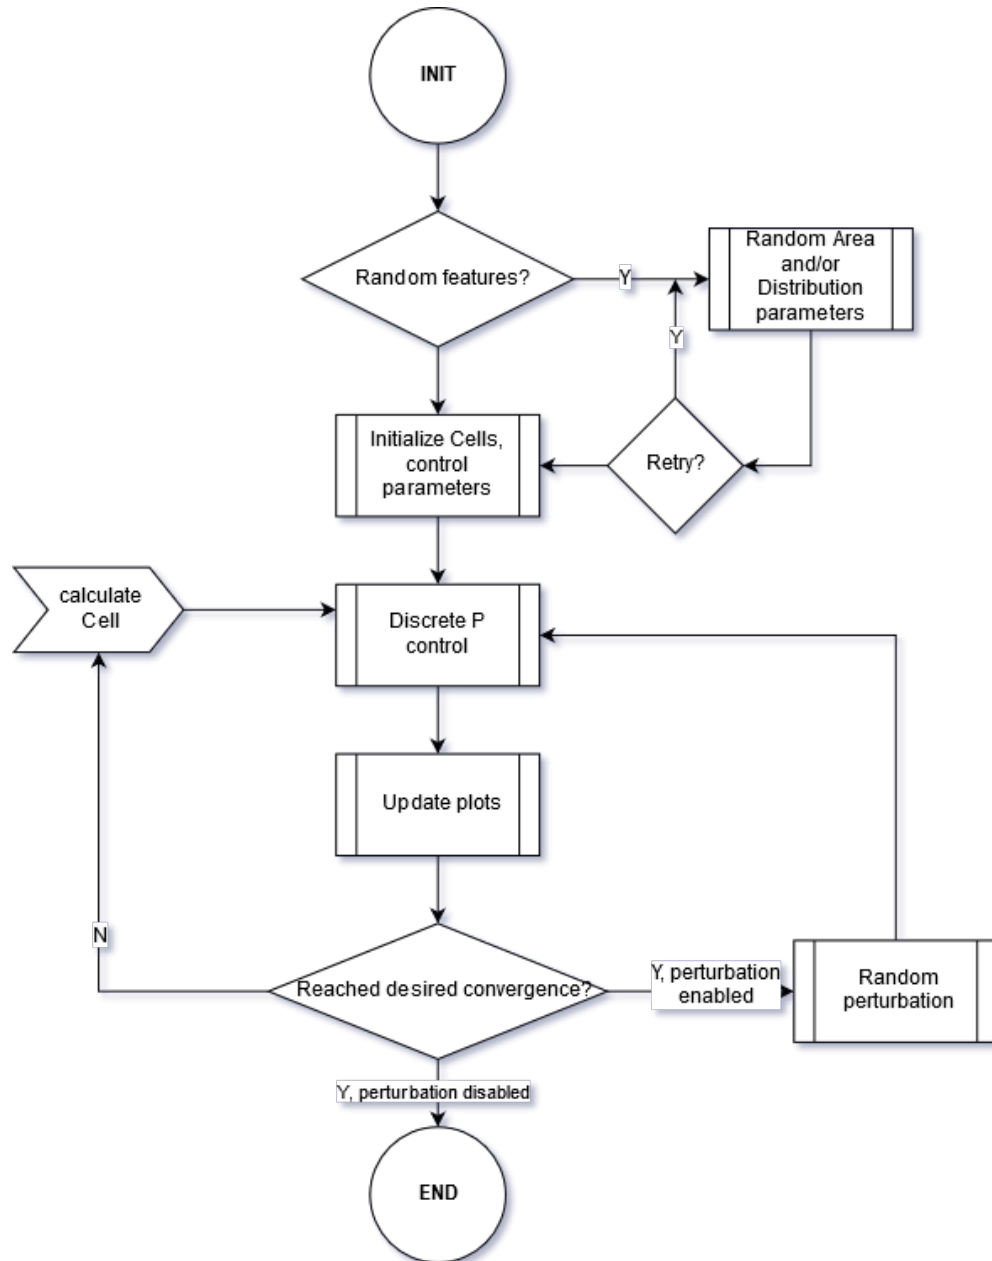 INIT
Random features?
Y
Random Area
and/or
Distribution
parameters
Y
Initialize Cells,
control
parameters
Retry?
calculate
Cell
Discrete P
control
Update plots
N
Reached desired convergence?
Y, perturbation
enabled
Random
perturbation
Y, perturbation disabled
END